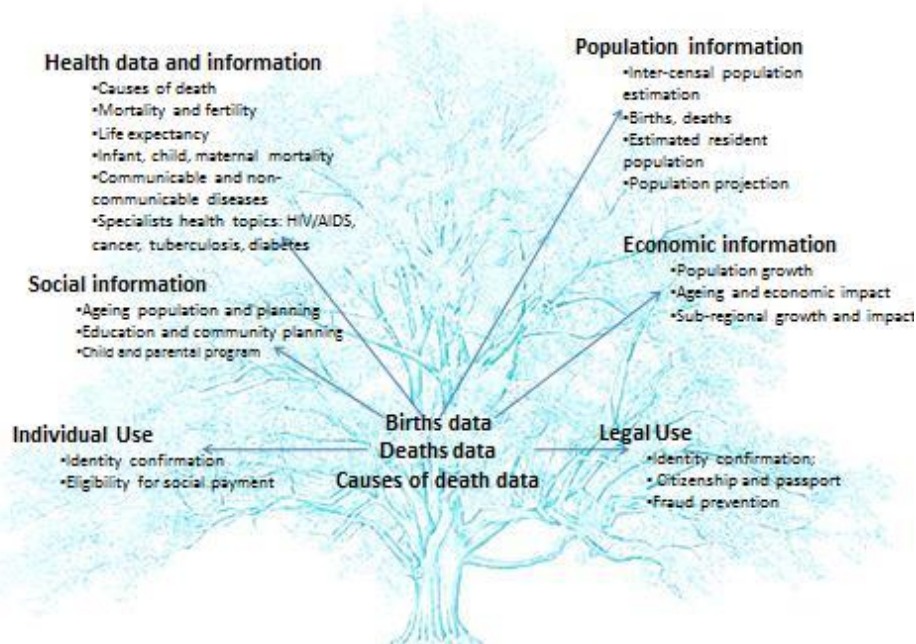 Health data and information
•Causes of death
•Mortality and fertility
•Life expectancy
•Infant, child, maternal mortality
•Communicable and non-
communicable diseases
•Specialists health topics: HIV/AIDS,
cancer, tuberculosis, diabetes
Population information
•Inter-censal population
estimation
•Births, deaths
•Estimated resident
population
•Population projection
Social information
•Ageing population and planning
•Education and community planning
•Child and parental program
Economic information
•Population growth
•Ageing and economic impact
•Sub-regional growth and impact
Individual Use
•Identity confirmation
•Eligibility for social payment
Births data
Deaths data
Causes of death data
Legal Use
•Identity confirmation;
• Citizenship and passport
•Fraud prevention